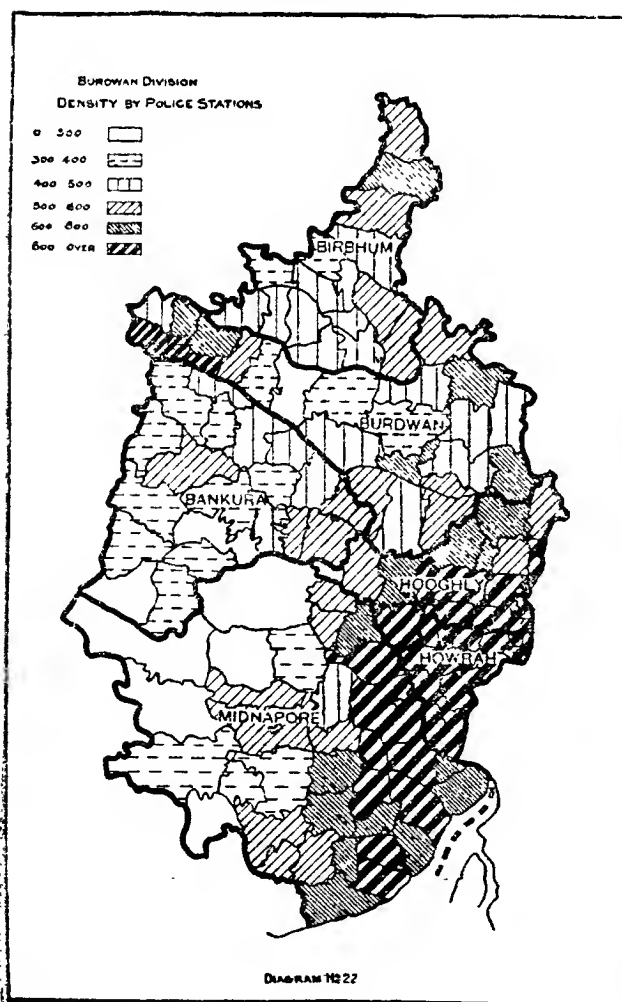 BURDWAN DIVISION
DENSITY BY POLICE STATIONS
0 300
300 400
400 500
500 600
600 800
800 OVER
BIRBHUM
BURDWAN
BANKURA
HOOGHLY
HOWRAH
MIDNAPORE
DIAGRAM No 22